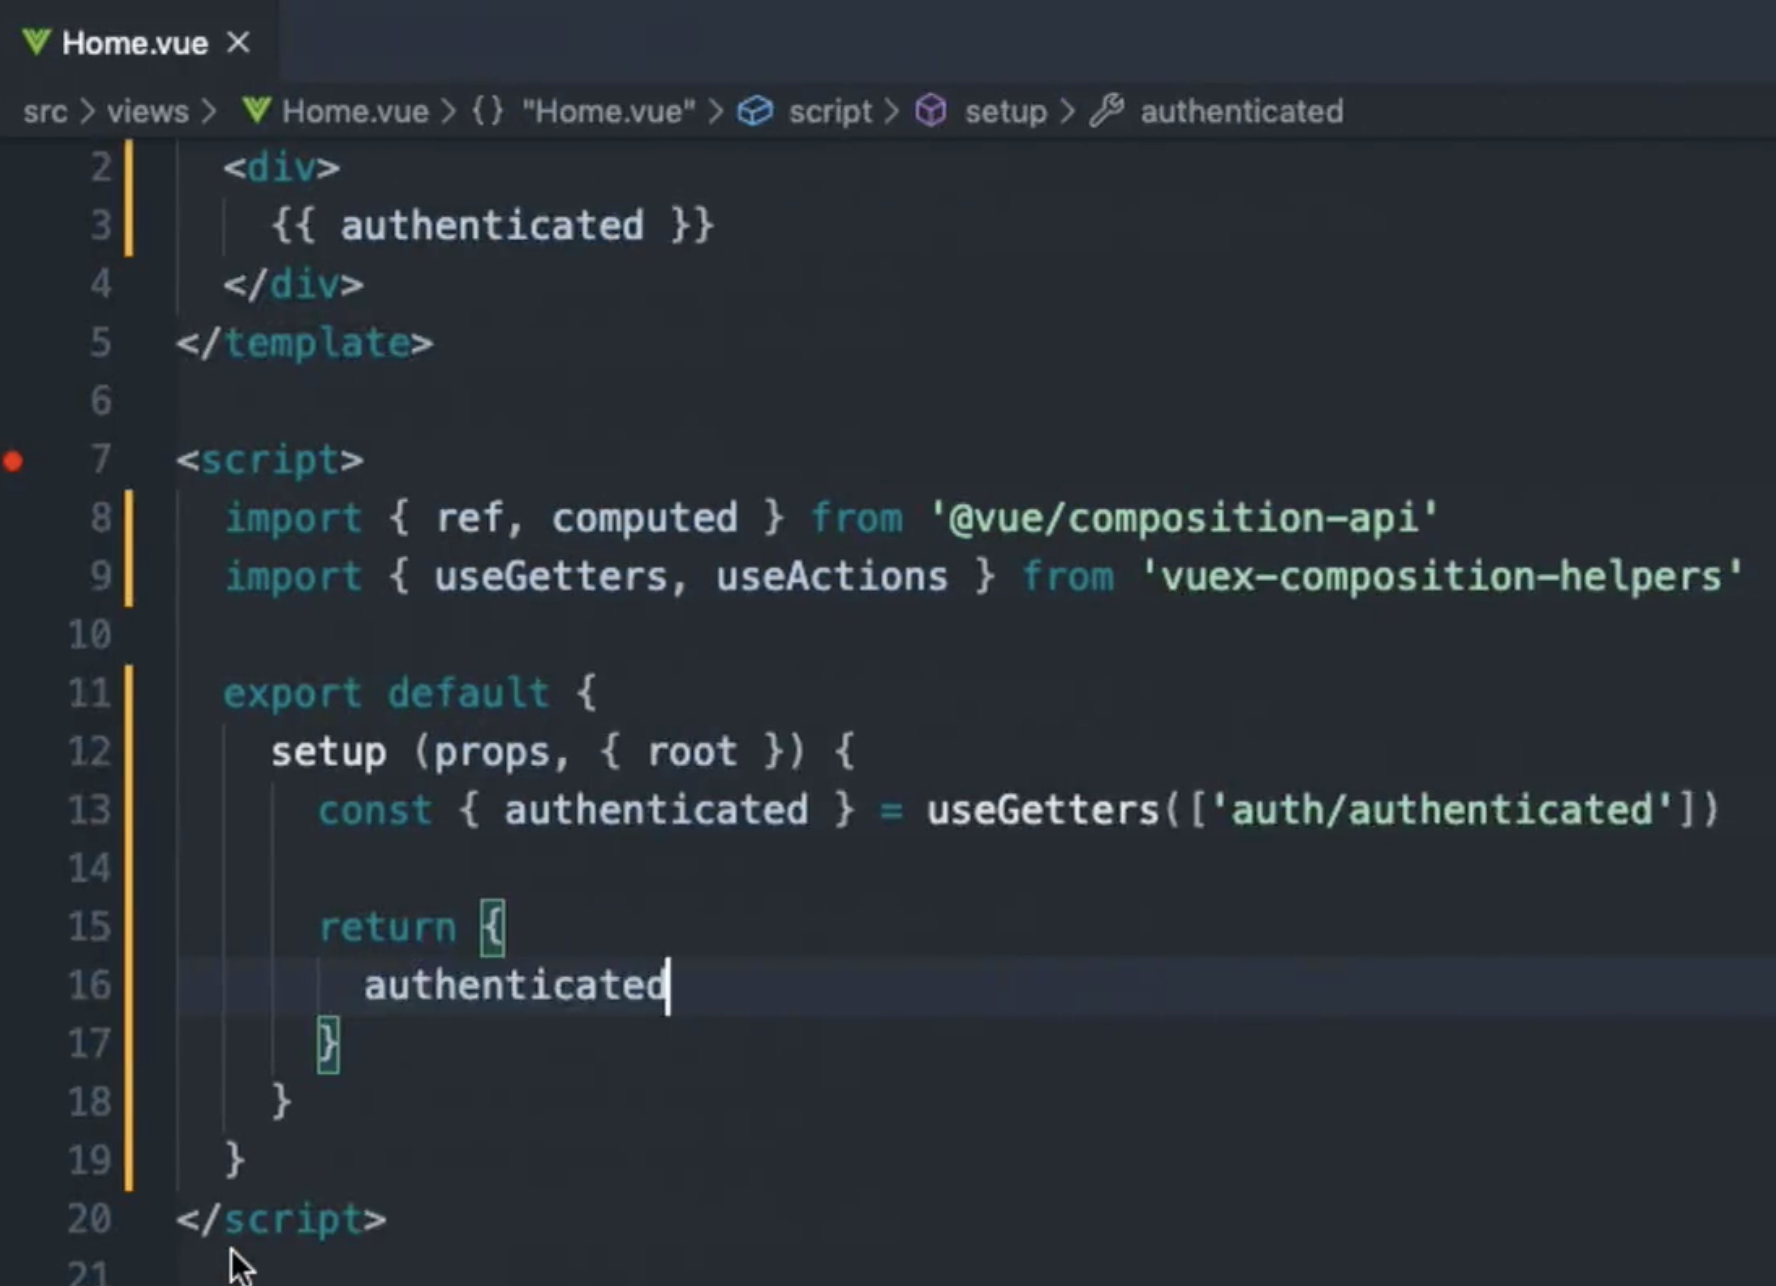 Home.vue ×
src > views > Home.vue > {} "Home.vue" > script > setup > authenticated
2 <div>
3 {{ authenticated }}
4 </div>
5 </template>
6
7 <script>
8 import { ref, computed } from '@vue/composition-api'
9 import { useGetters, useActions } from 'vuex-composition-helpers'
10
11 export default {
12 setup (props, { root }) {
13 const { authenticated } = useGetters(['auth/authenticated'])
14
15 return {
16 authenticated
17 }
18 }
19 }
20 </script>
21